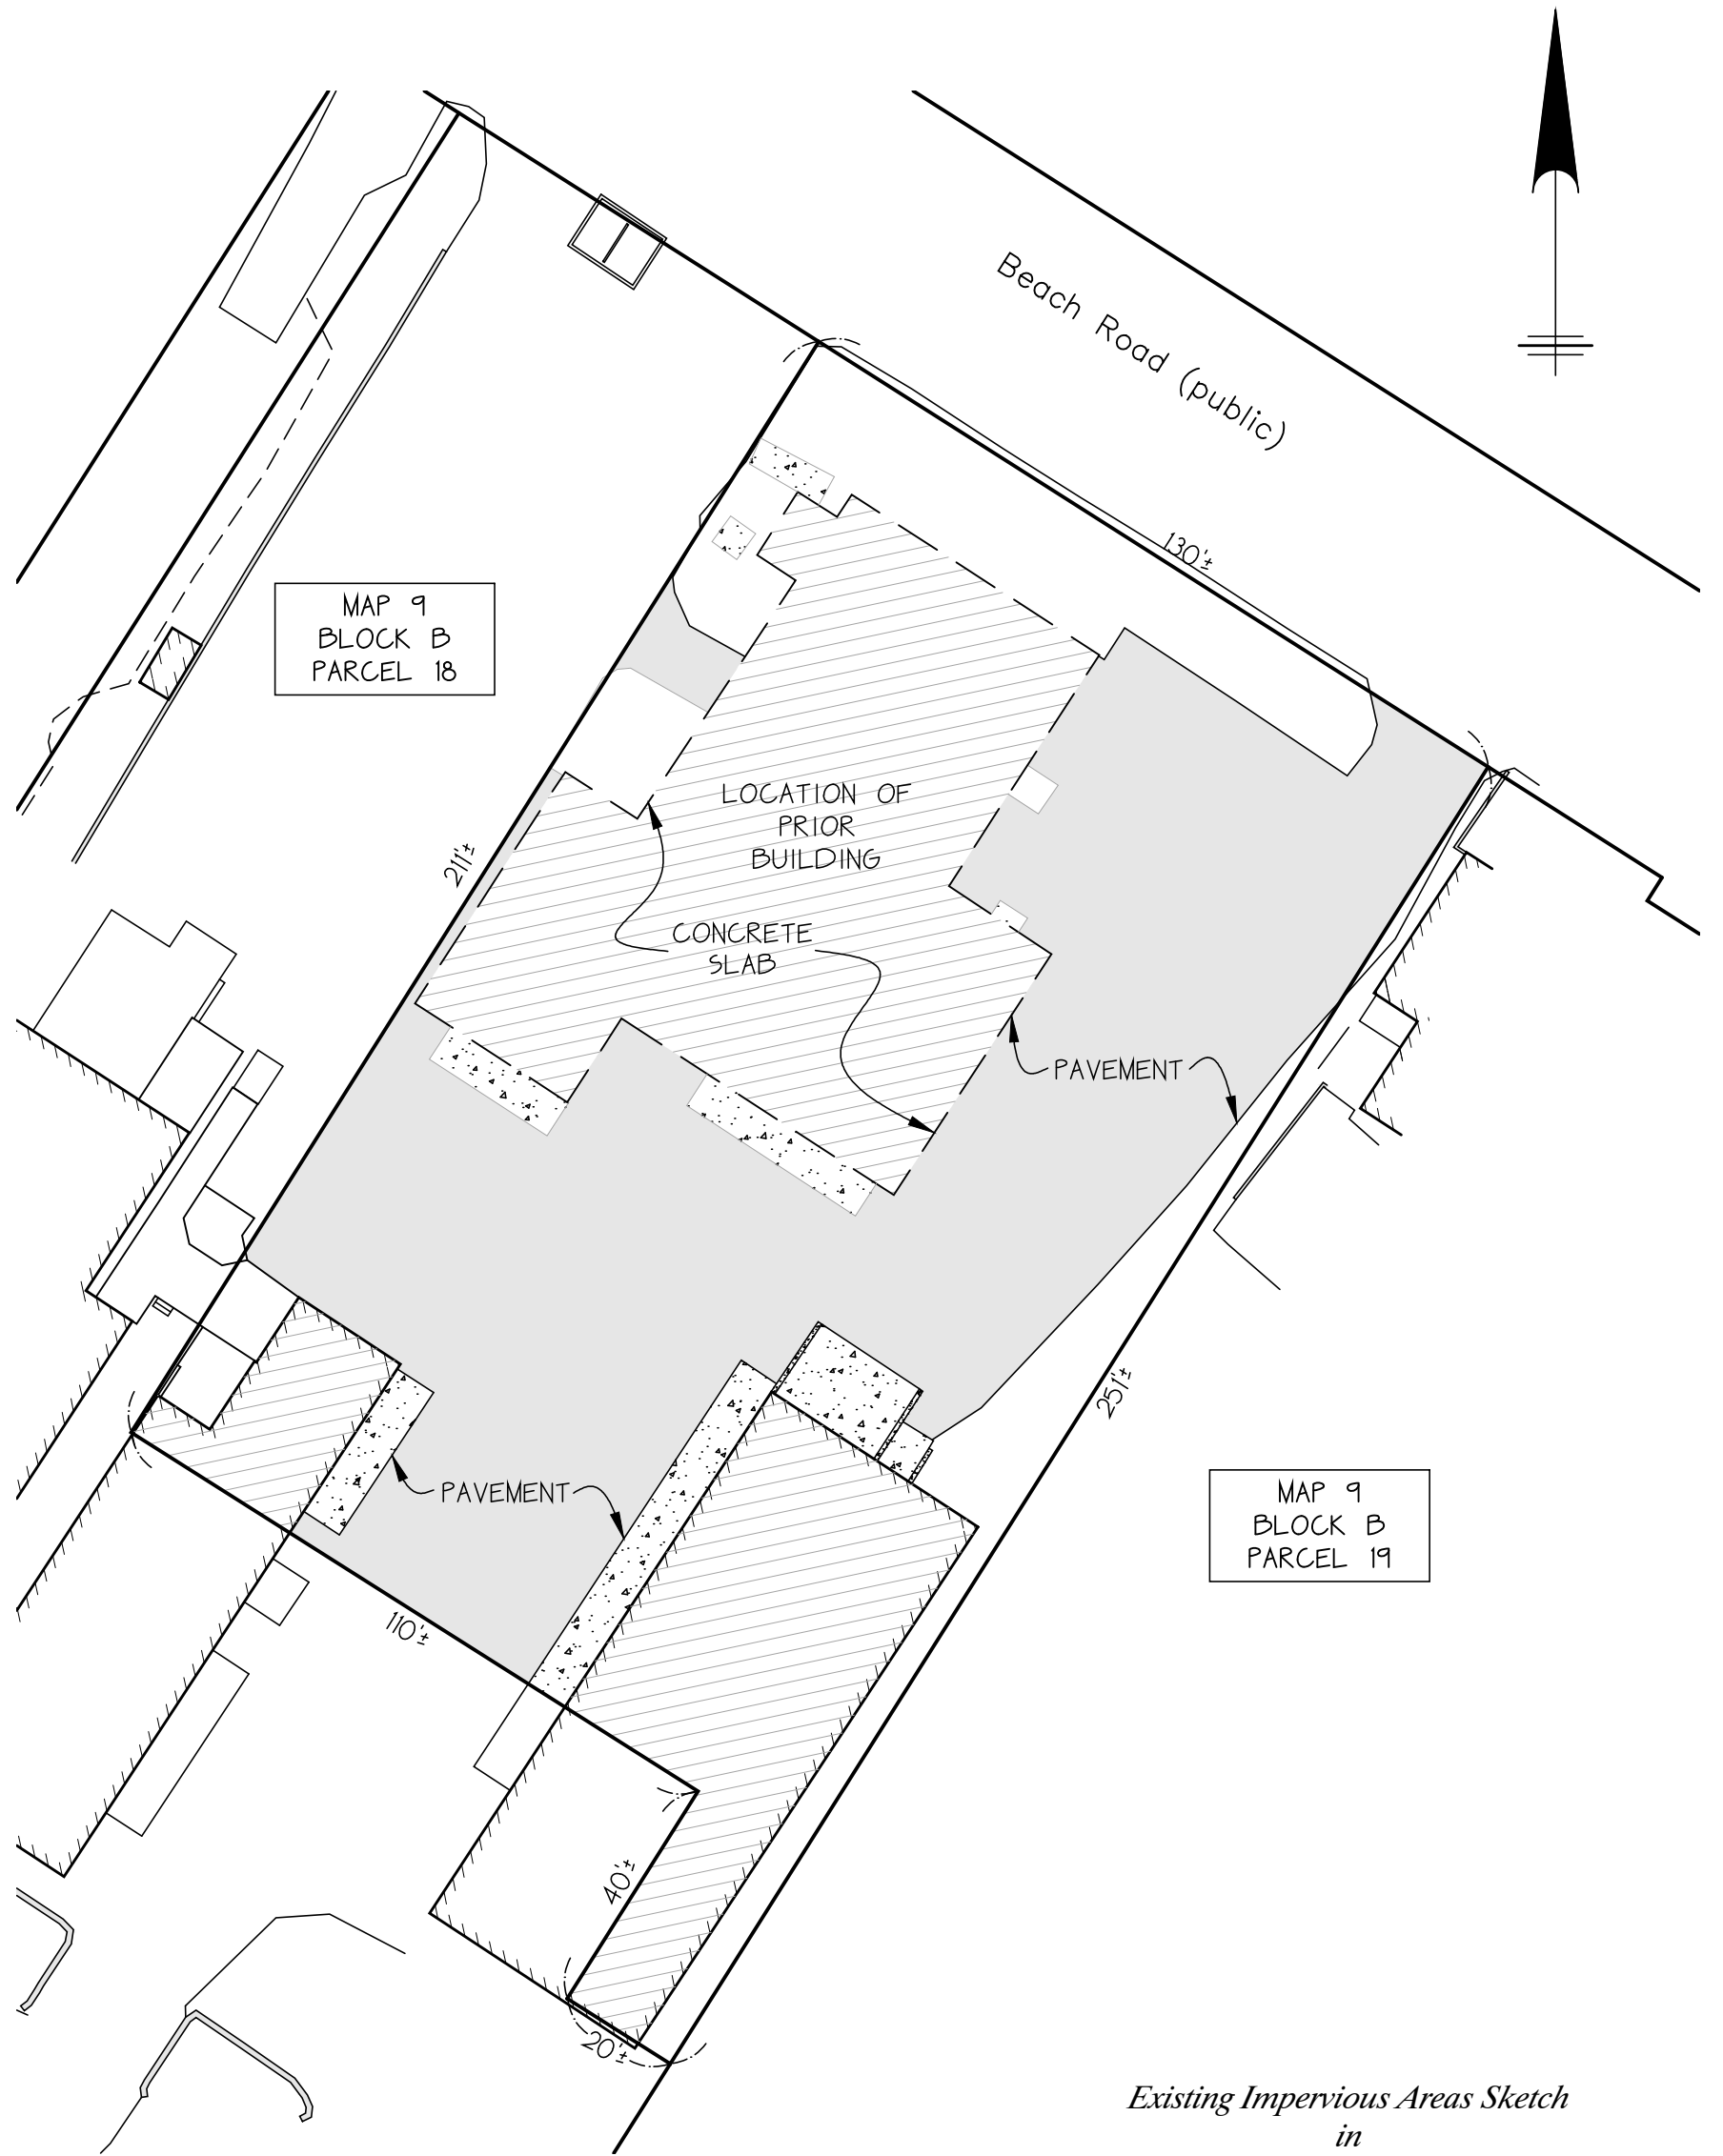 Beach Road (public)
130'±
MAP 9
BLOCK B
PARCEL 18
LOCATION OF
PRIOR
BUILDING
211'±
CONCRETE
SLAB
PAVEMENT
251'±
PAVEMENT
MAP 9
BLOCK B
PARCEL 19
110'±
40'±
20'±
Existing Impervious Areas Sketch
in